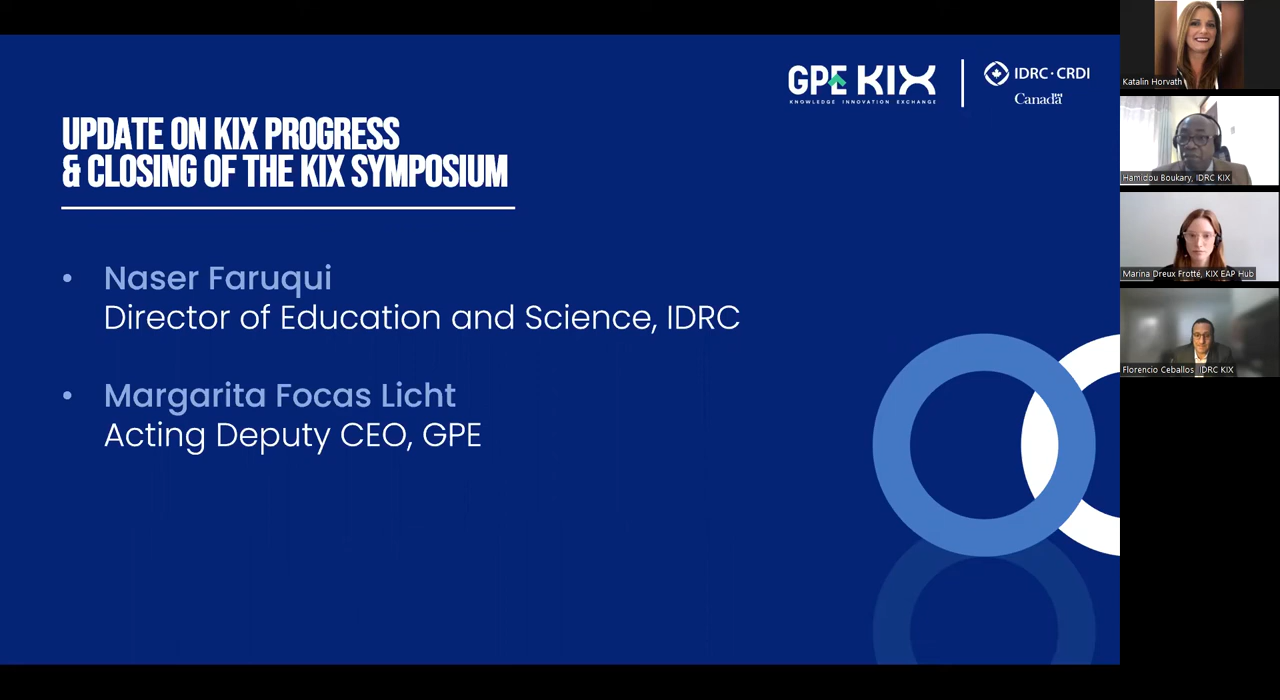 GPE KIX
KNOWLEDGE INNOVATION EXCHANGE
IDRC · CRDI
Canada
UPDATE ON KIX PROGRESS
& CLOSING OF THE KIX SYMPOSIUM
• Naser Faruqui
Director of Education and Science, IDRC
• Margarita Focas Licht
Acting Deputy CEO, GPE
Katalin Horvath
Hamidou Boukary, IDRC KIX
Marina Dreux Frotté, KIX EAP Hub
Florencio Ceballos, IDRC KIX